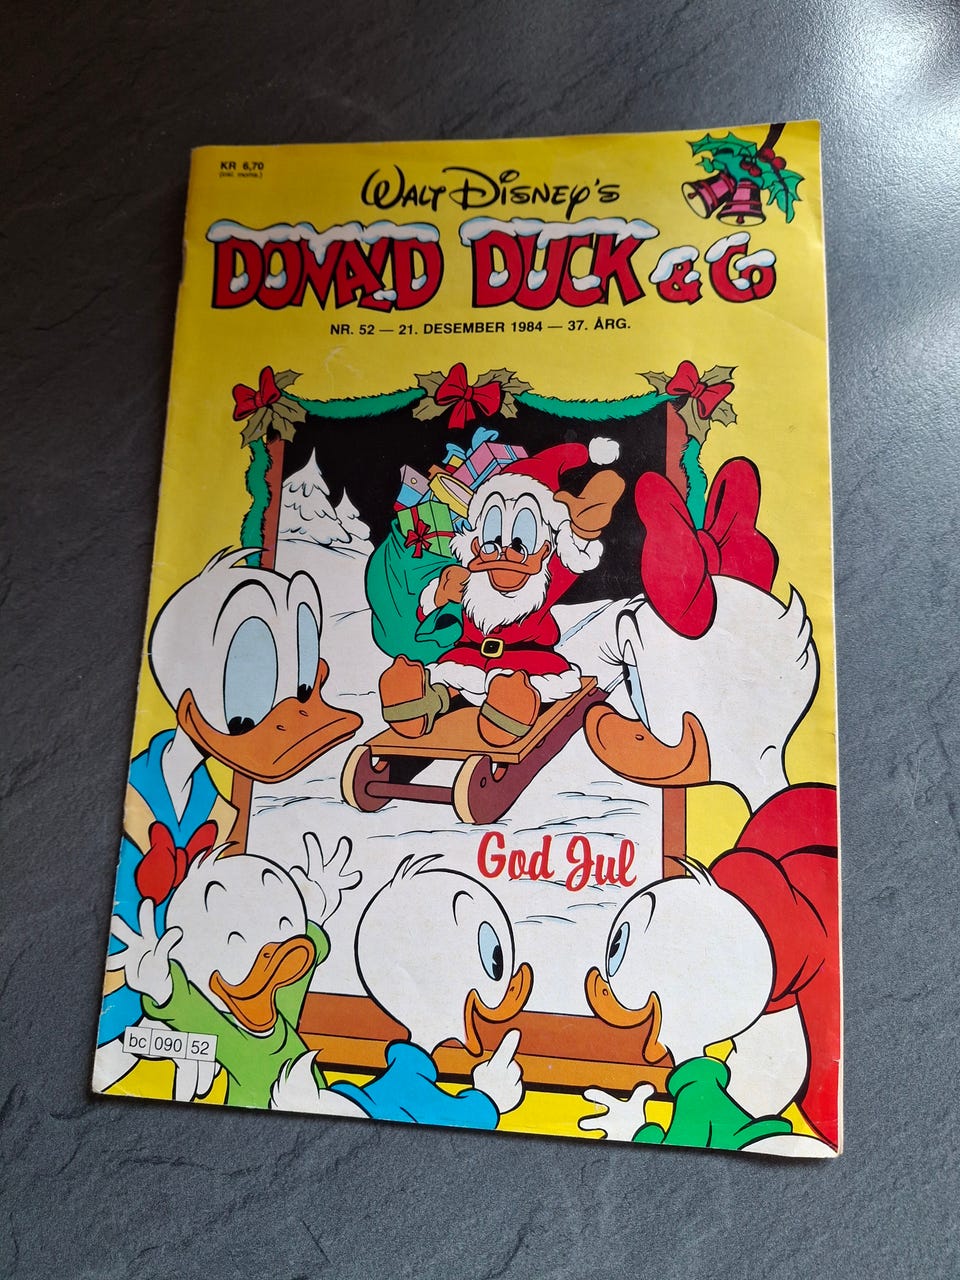 KR 6,70
(inkl. moms.)
WALT DISNEY'S
DONALD DUCK & Co
NR. 52 — 21. DESEMBER 1984 — 37. ÅRG.
God Jul
bc 090 52